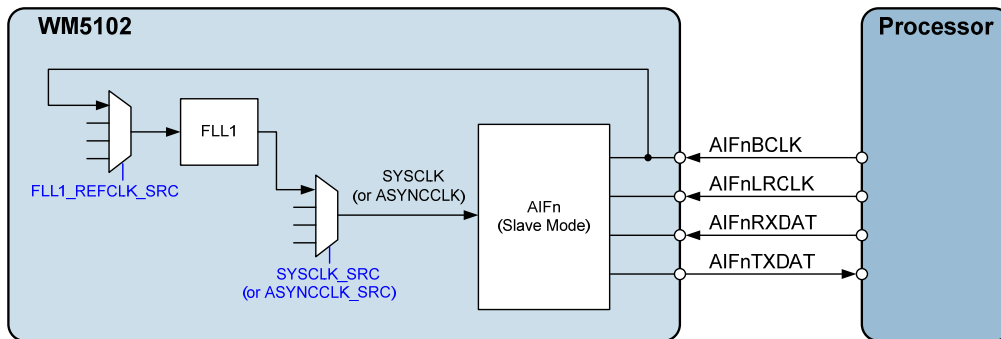 WM5102
Processor
FLL1
FLL1_REFCLK_SRC
SYSCLK
(or ASYNCCLK)
SYSCLK_SRC
(or ASYNCCLK_SRC)
AIFn
(Slave Mode)
AIFnBCLK
AIFnLRCLK
AIFnRXDAT
AIFnTXDAT